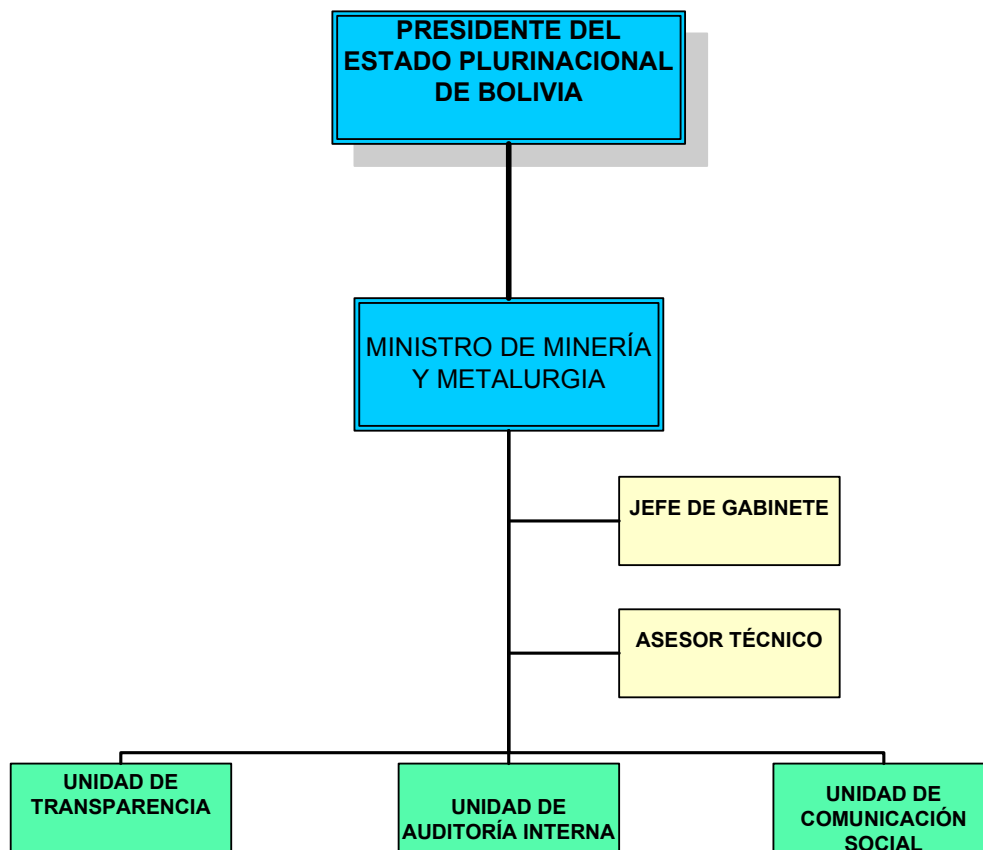 PRESIDENTE DEL
ESTADO PLURINACIONAL
DE BOLIVIA
MINISTRO DE MINERÍA
Y METALURGIA
JEFE DE GABINETE
ASESOR TÉCNICO
UNIDAD DE
TRANSPARENCIA
UNIDAD DE
AUDITORÍA INTERNA
UNIDAD DE
COMUNICACIÓN
SOCIAL